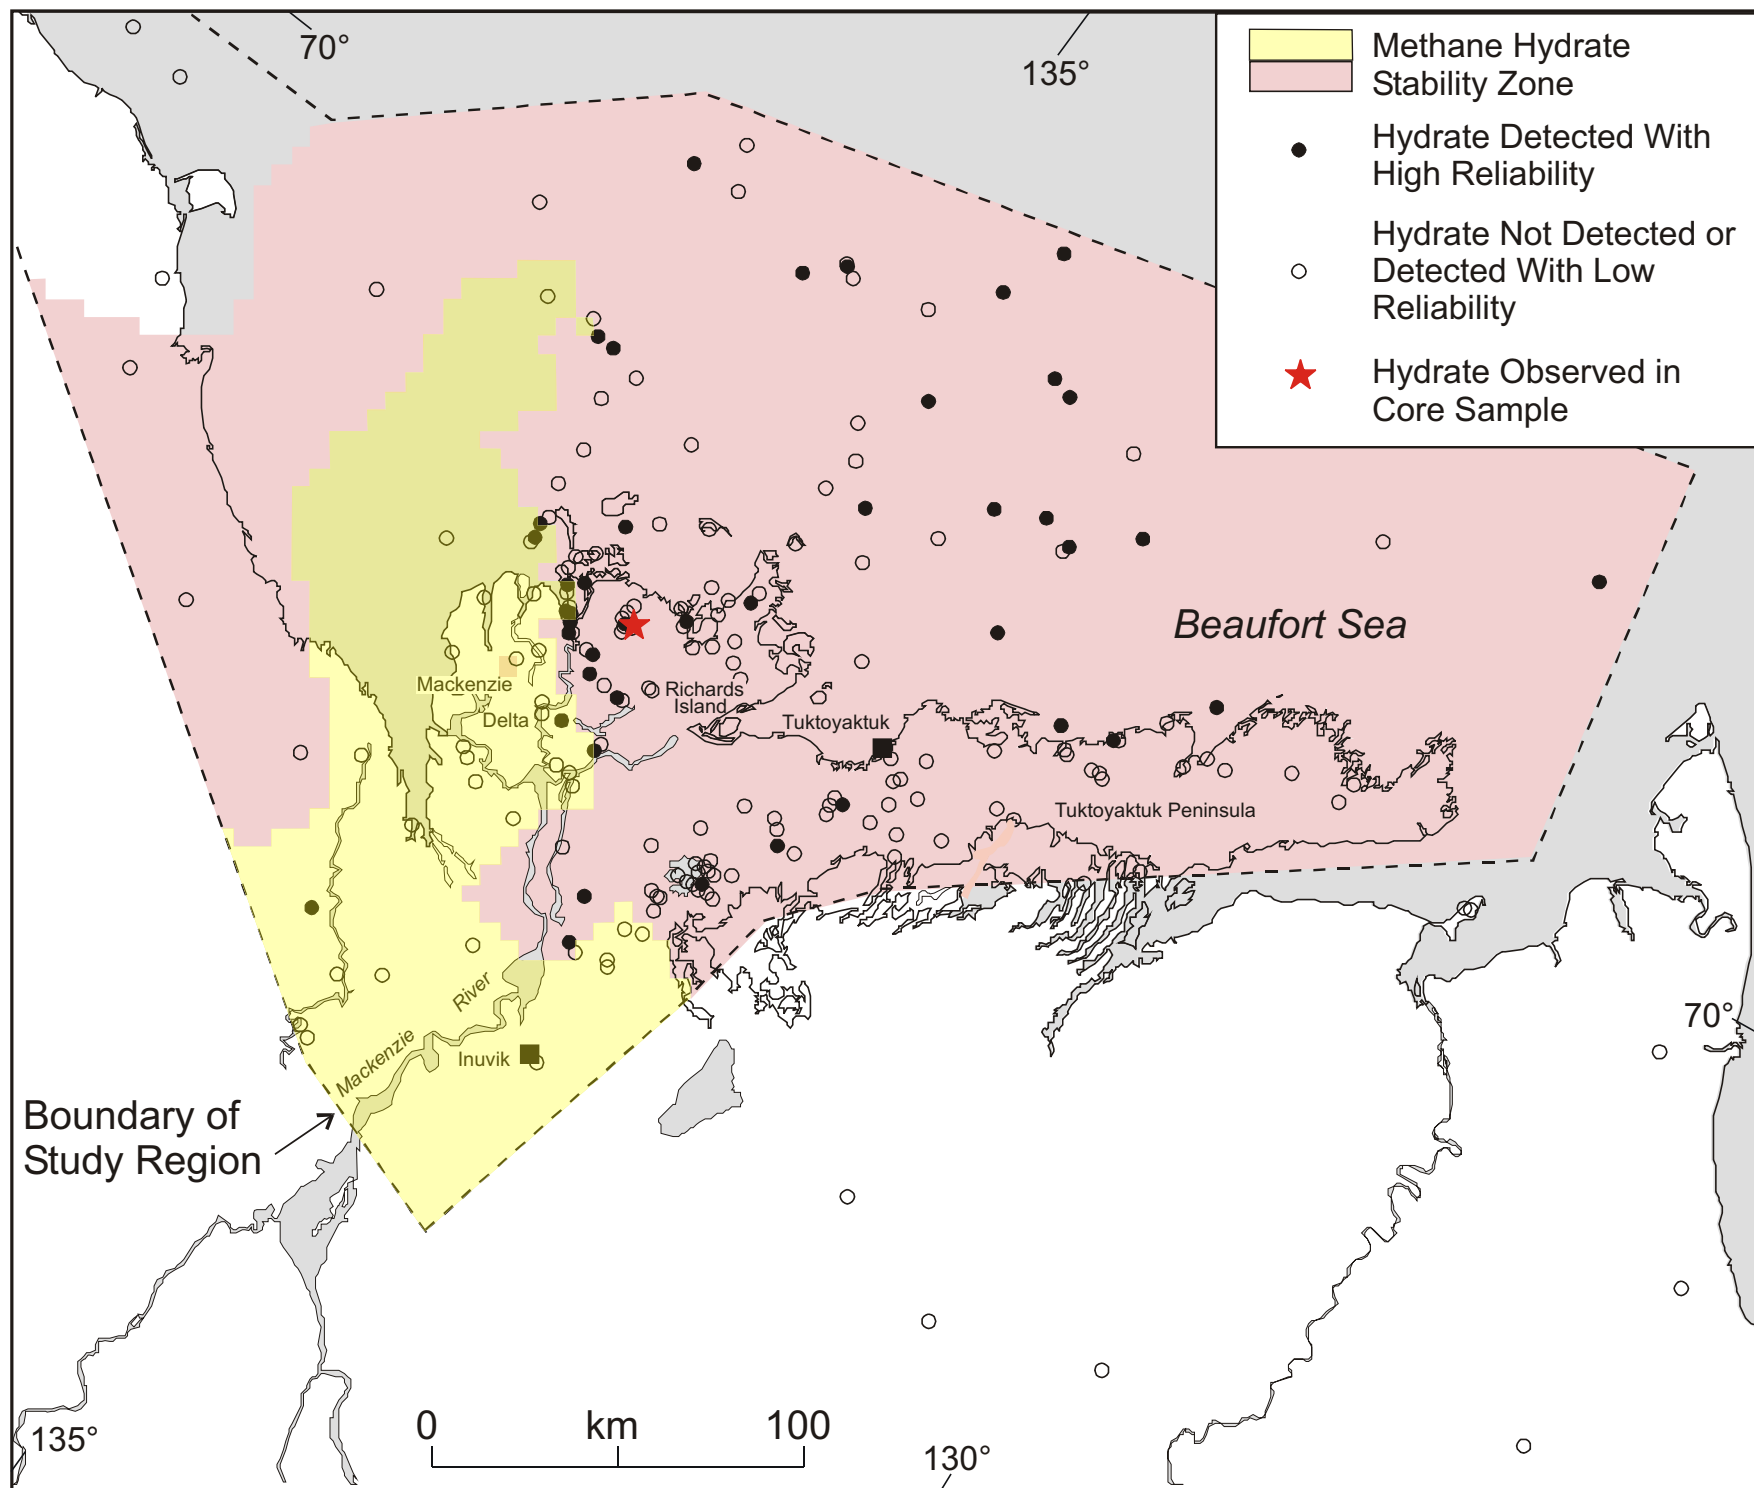 70°
135°
Methane Hydrate
Stability Zone
Hydrate Detected With
High Reliability
Hydrate Not Detected or
Detected With Low
Reliability
Hydrate Observed in
Core Sample
Beaufort Sea
Mackenzie
Delta
Richards
Island
Tuktoyaktuk
Tuktoyaktuk Peninsula
River
Mackenzie
Inuvik
70°
Boundary of
Study Region
0 km 100
135°
130°